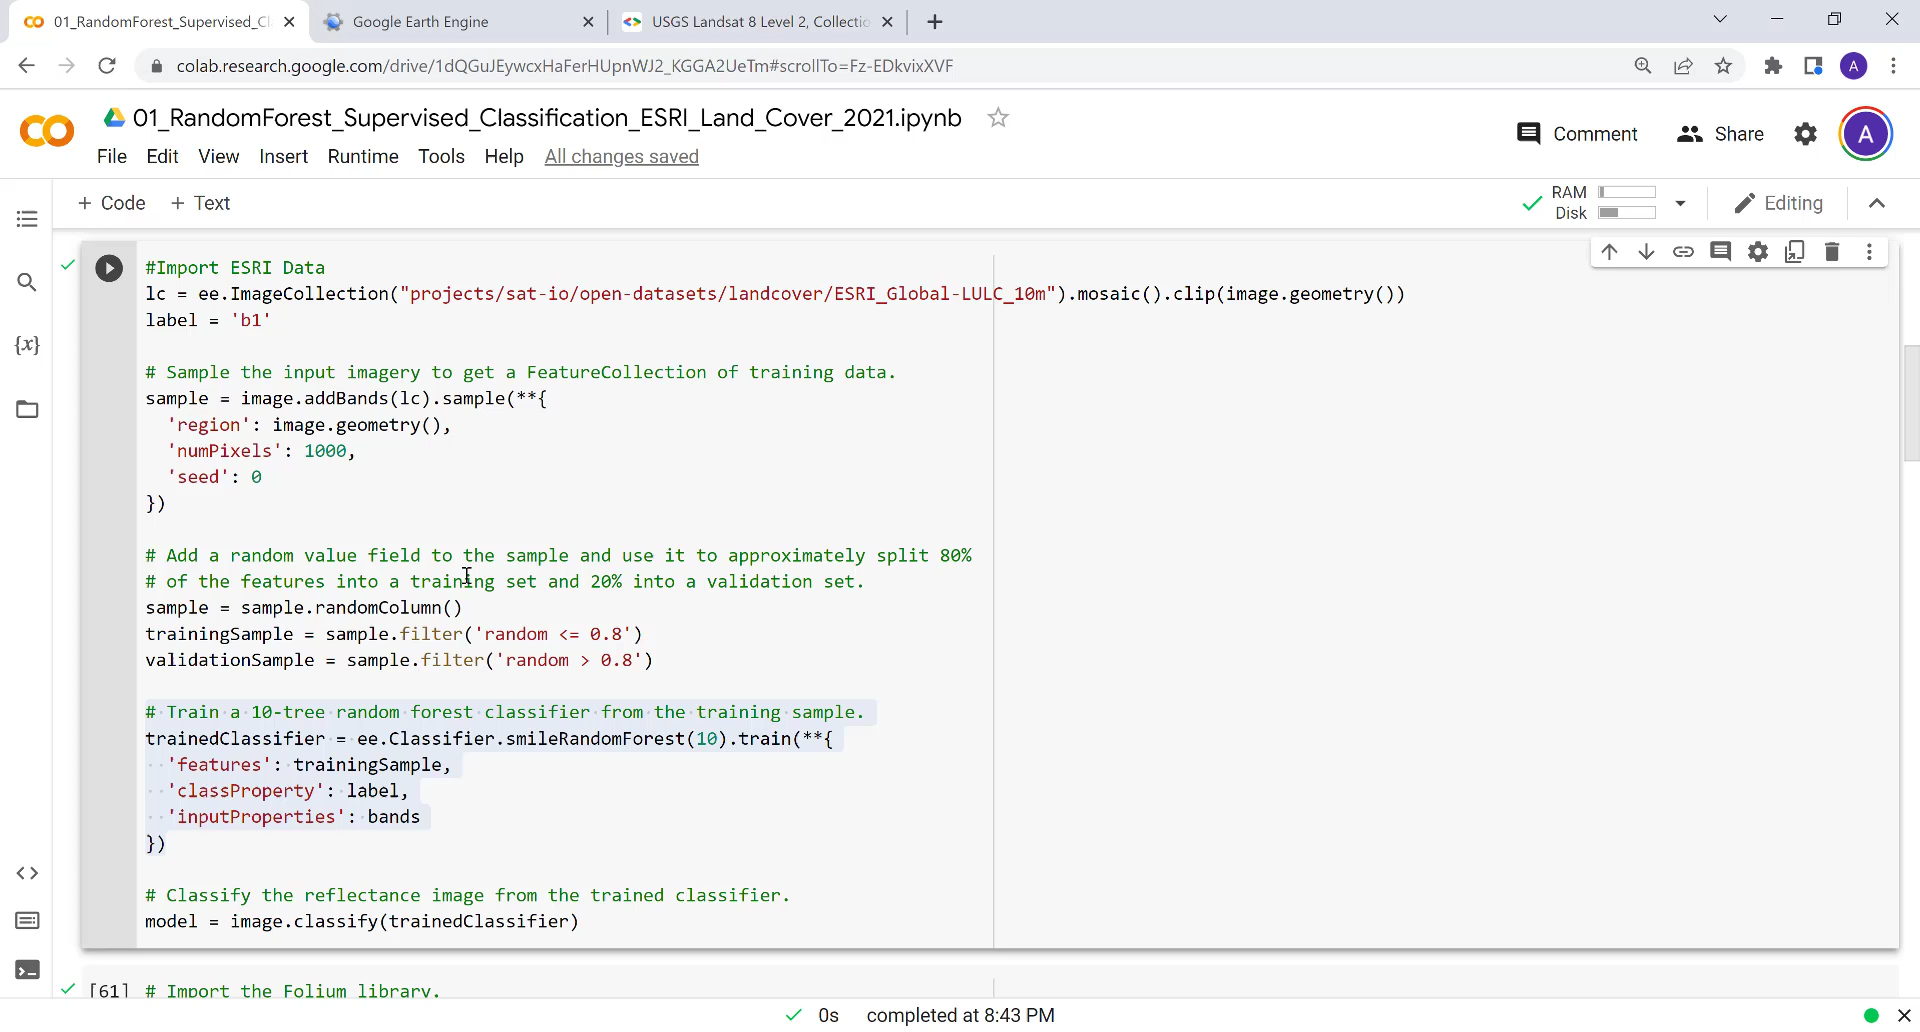 01_RandomForest_Supervised_Cl
Google Earth Engine
USGS Landsat 8 Level 2, Collectio
colab.research.google.com/drive/1dQGuJEywcxHaFerHUpnWJ2_KGGA2UeTm#scrollTo=Fz-EDkvixXVF
A
01_RandomForest_Supervised_Classification_ESRI_Land_Cover_2021.ipynb
File Edit View Insert Runtime Tools Help All changes saved
Comment Share A
+ Code + Text
RAM
Disk
Editing
#Import ESRI Data
lc = ee.ImageCollection("projects/sat-io/open-datasets/landcover/ESRI_Global-LULC_10m").mosaic().clip(image.geometry())
label = 'b1'
# Sample the input imagery to get a FeatureCollection of training data.
sample = image.addBands(lc).sample(**{
'region': image.geometry(),
'numPixels': 1000,
'seed': 0
})
# Add a random value field to the sample and use it to approximately split 80%
# of the features into a training set and 20% into a validation set.
sample = sample.randomColumn()
trainingSample = sample.filter('random <= 0.8')
validationSample = sample.filter('random > 0.8')
# Train a 10-tree random forest classifier from the training sample.
trainedClassifier = ee.Classifier.smileRandomForest(10).train(**{
'features': trainingSample,
'classProperty': label,
'inputProperties': bands
})
# Classify the reflectance image from the trained classifier.
model = image.classify(trainedClassifier)
[61] # Import the Folium library.
0s completed at 8:43 PM